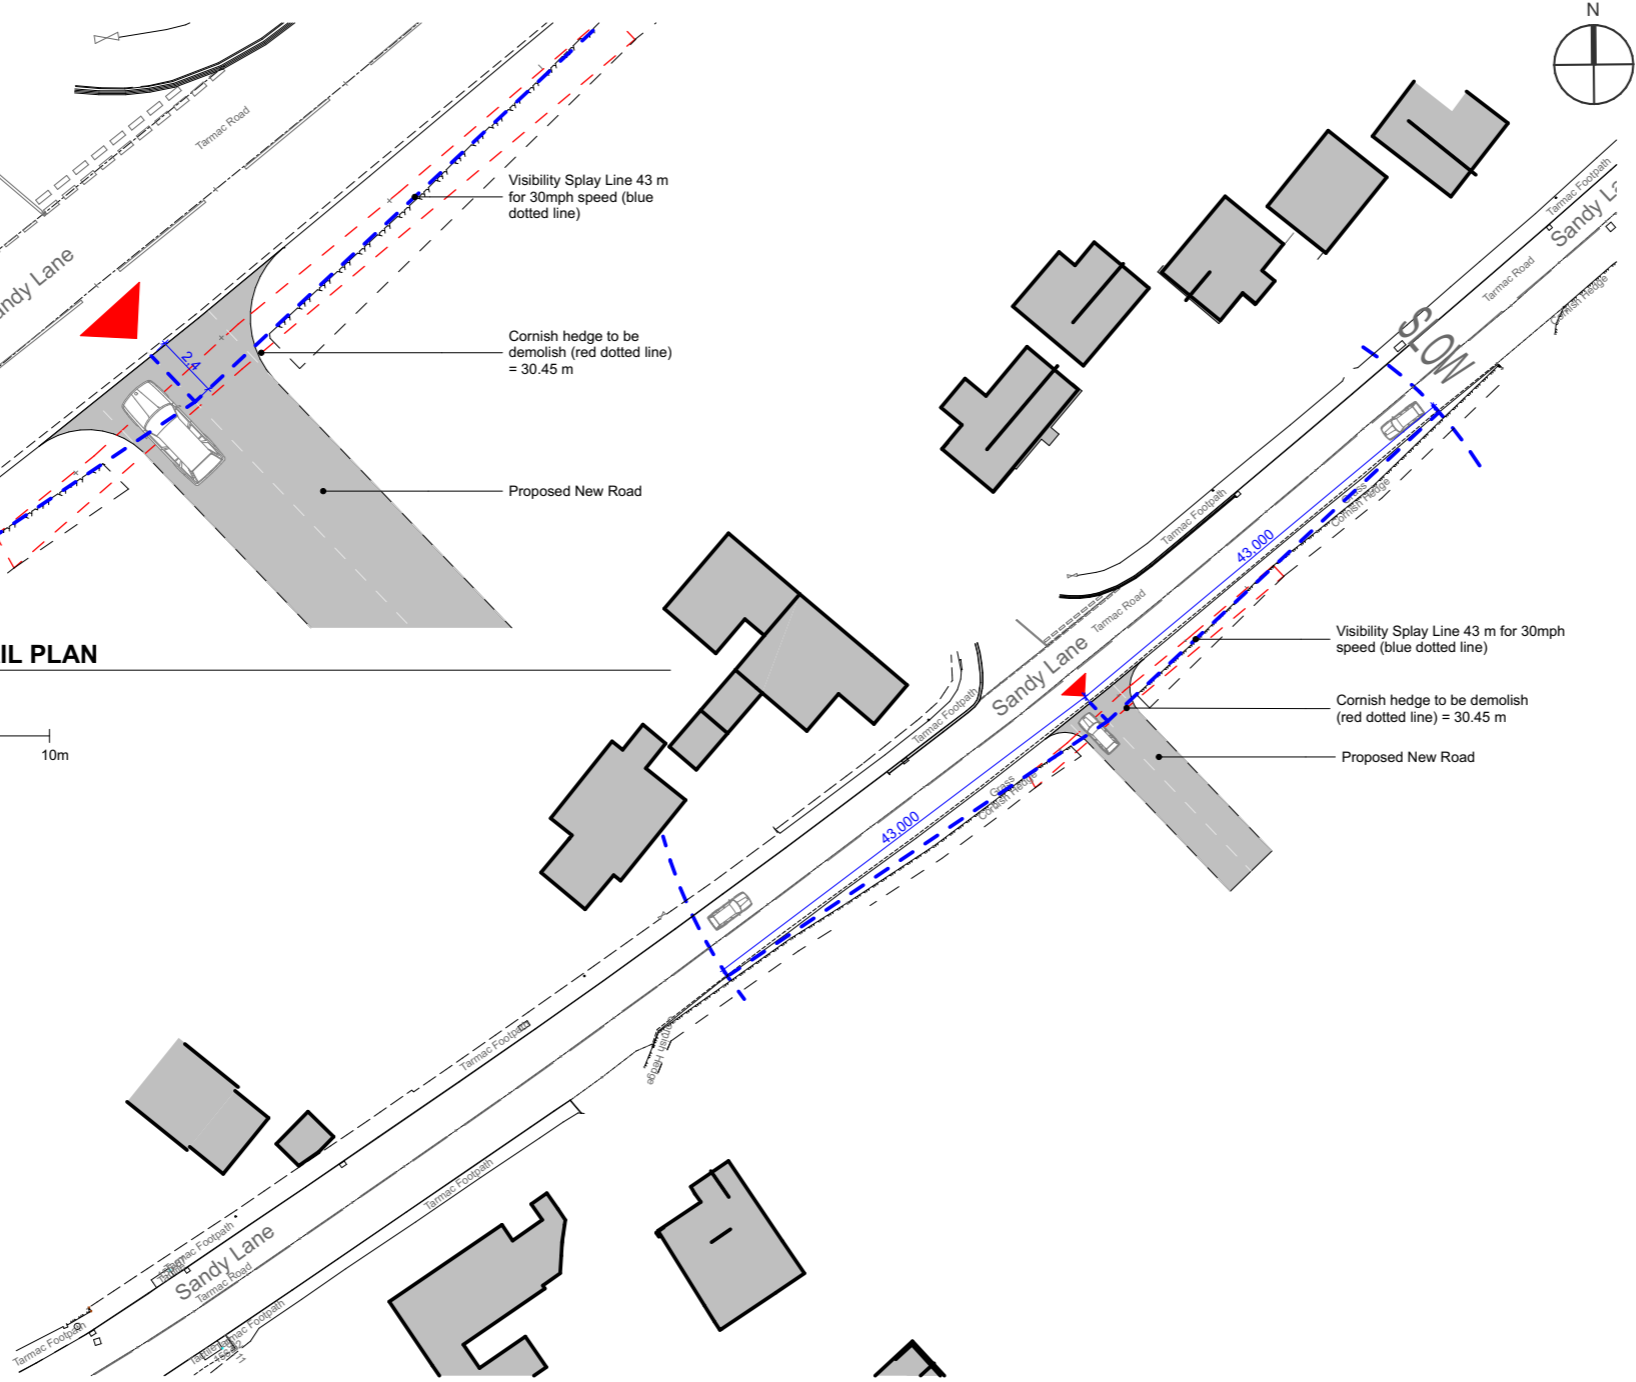 N
Tarmac Road
Visibility Splay Line 43 m
for 30mph speed (blue
dotted line)
andy Lane
2,4
Cornish hedge to be
demolish (red dotted line)
= 30.45 m
Proposed New Road
IL PLAN
10m
Tarmac Footpath
Sandy La
Tarmac Road
Cornish Hedge
SLOW
Grass
Cornish Hedge
Tarmac Footpath
43,000
Tarmac Road
Visibility Splay Line 43 m for 30mph
speed (blue dotted line)
Sandy Lane
Tarmac Footpath
Cornish hedge to be demolish
(red dotted line) = 30.45 m
Proposed New Road
Grass
Cornish Hedge
43,000
Tarmac Footpath
Cornish Hedge
Tarmac Footpath
Tarmac Footpath
Sandy Lane
Tarmac Road
Tarmac Footpath
Tarmac Footpath